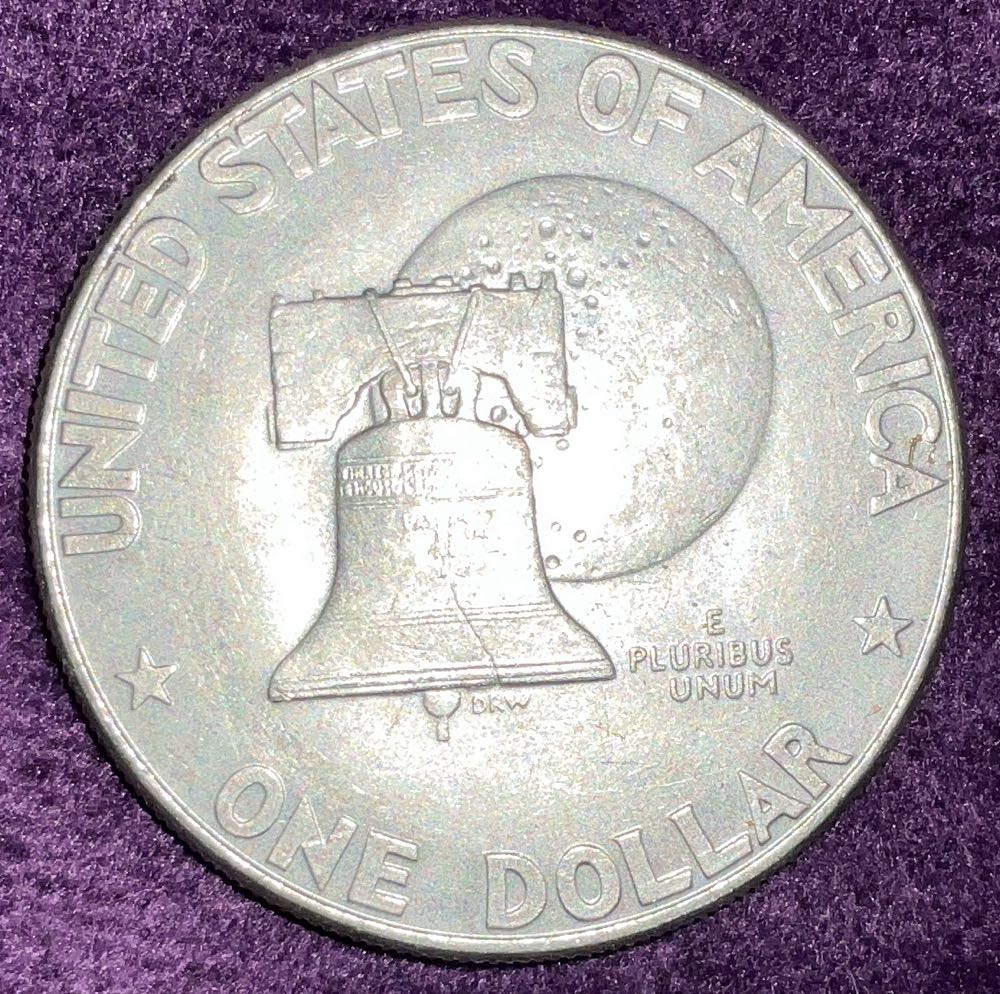 UNITED STATES OF AMERICA
E
PLURIBUS
UNUM
DRW
ONE DOLLAR